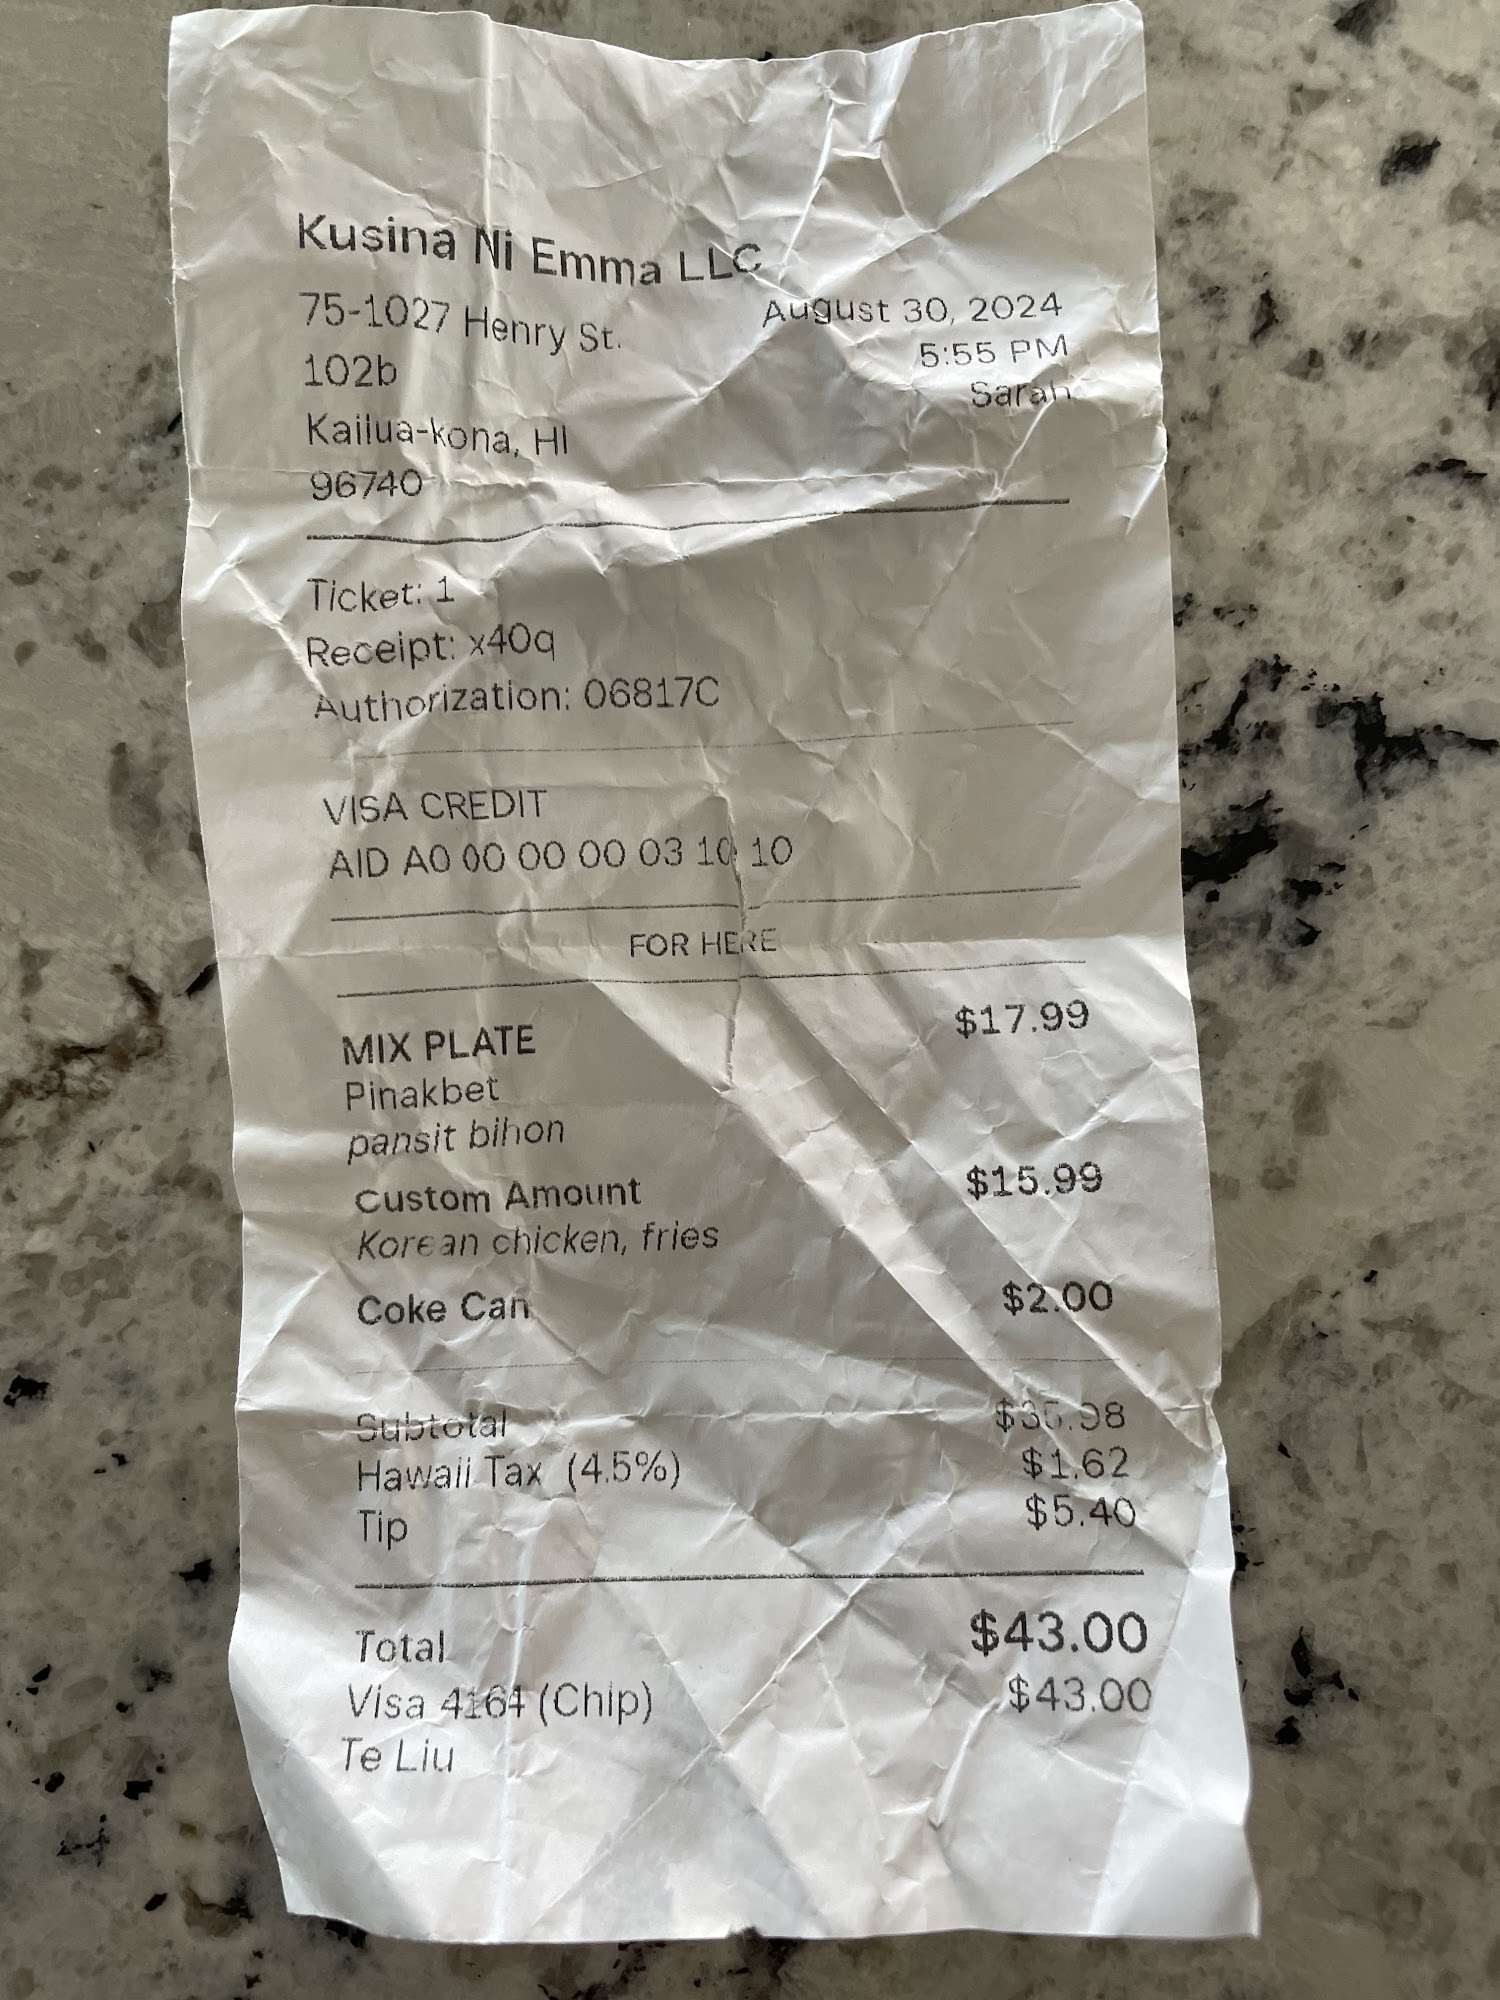 Kusina Ni Emma LLC
75-1027 Henry St.
102b
Kailua-kona, HI
96740
August 30, 2024
5:55 PM
Sarah
Ticket: 1
Receipt: x40q
Authorization: 06817C
VISA CREDIT
AID A0 00 00 00 03 10 10
FOR HERE
MIX PLATE $17.99
Pinakbet
pansit bihon
Custom Amount $15.99
Korean chicken, fries
Coke Can $2.00
Subtotal $35.98
Hawaii Tax (4.5%) $1.62
Tip $5.40
Total $43.00
Visa 4164 (Chip) $43.00
Te Liu